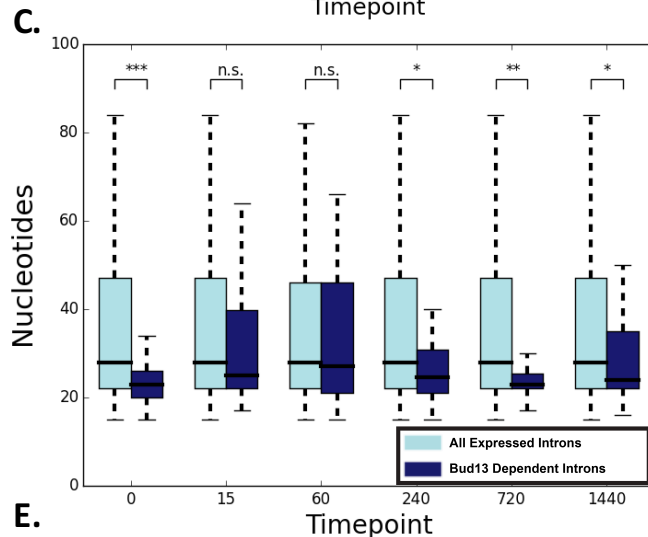 Timepoint
C.
100
80
60
40
20
0
Nucleotides
*** n.s. n.s. * ** *
All Expressed Introns
Bud13 Dependent Introns
0 15 60 240 720 1440
Timepoint
E.